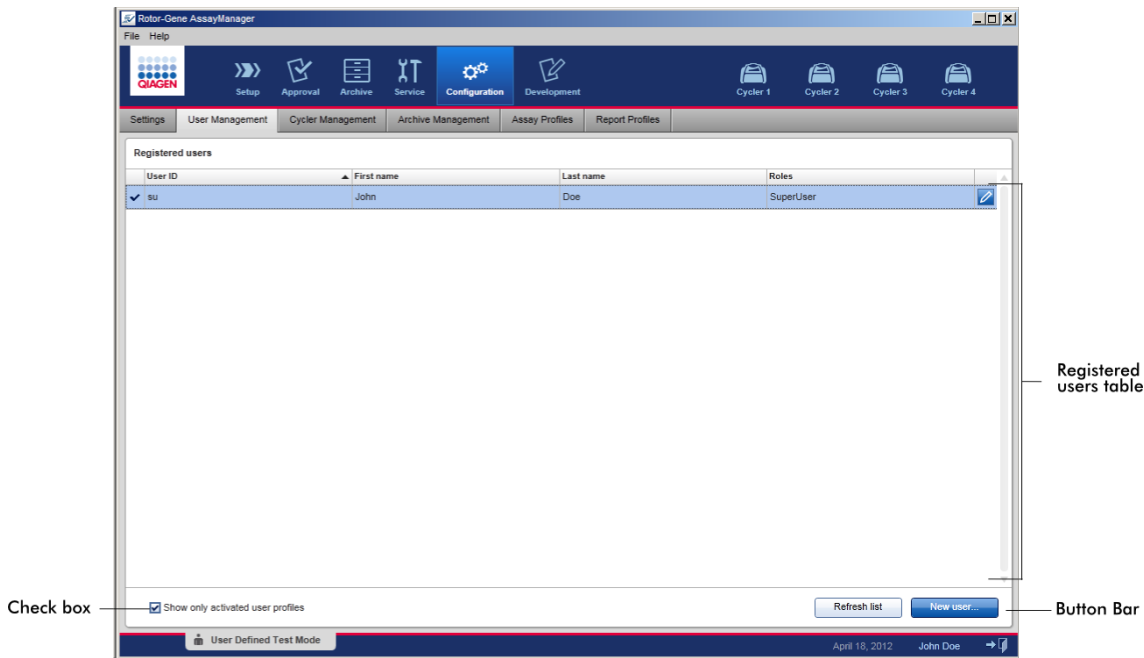 Rotor-Gene AssayManager
File Help
QIAGEN
Setup Approval Archive Service Configuration Development Cycler 1 Cycler 2 Cycler 3 Cycler 4
Settings User Management Cycler Management Archive Management Assay Profiles Report Profiles
Registered users
User ID First name Last name Roles
su John Doe SuperUser
Registered
users table
Check box
Show only activated user profiles
Refresh list New user...
Button Bar
User Defined Test Mode
April 18, 2012 John Doe